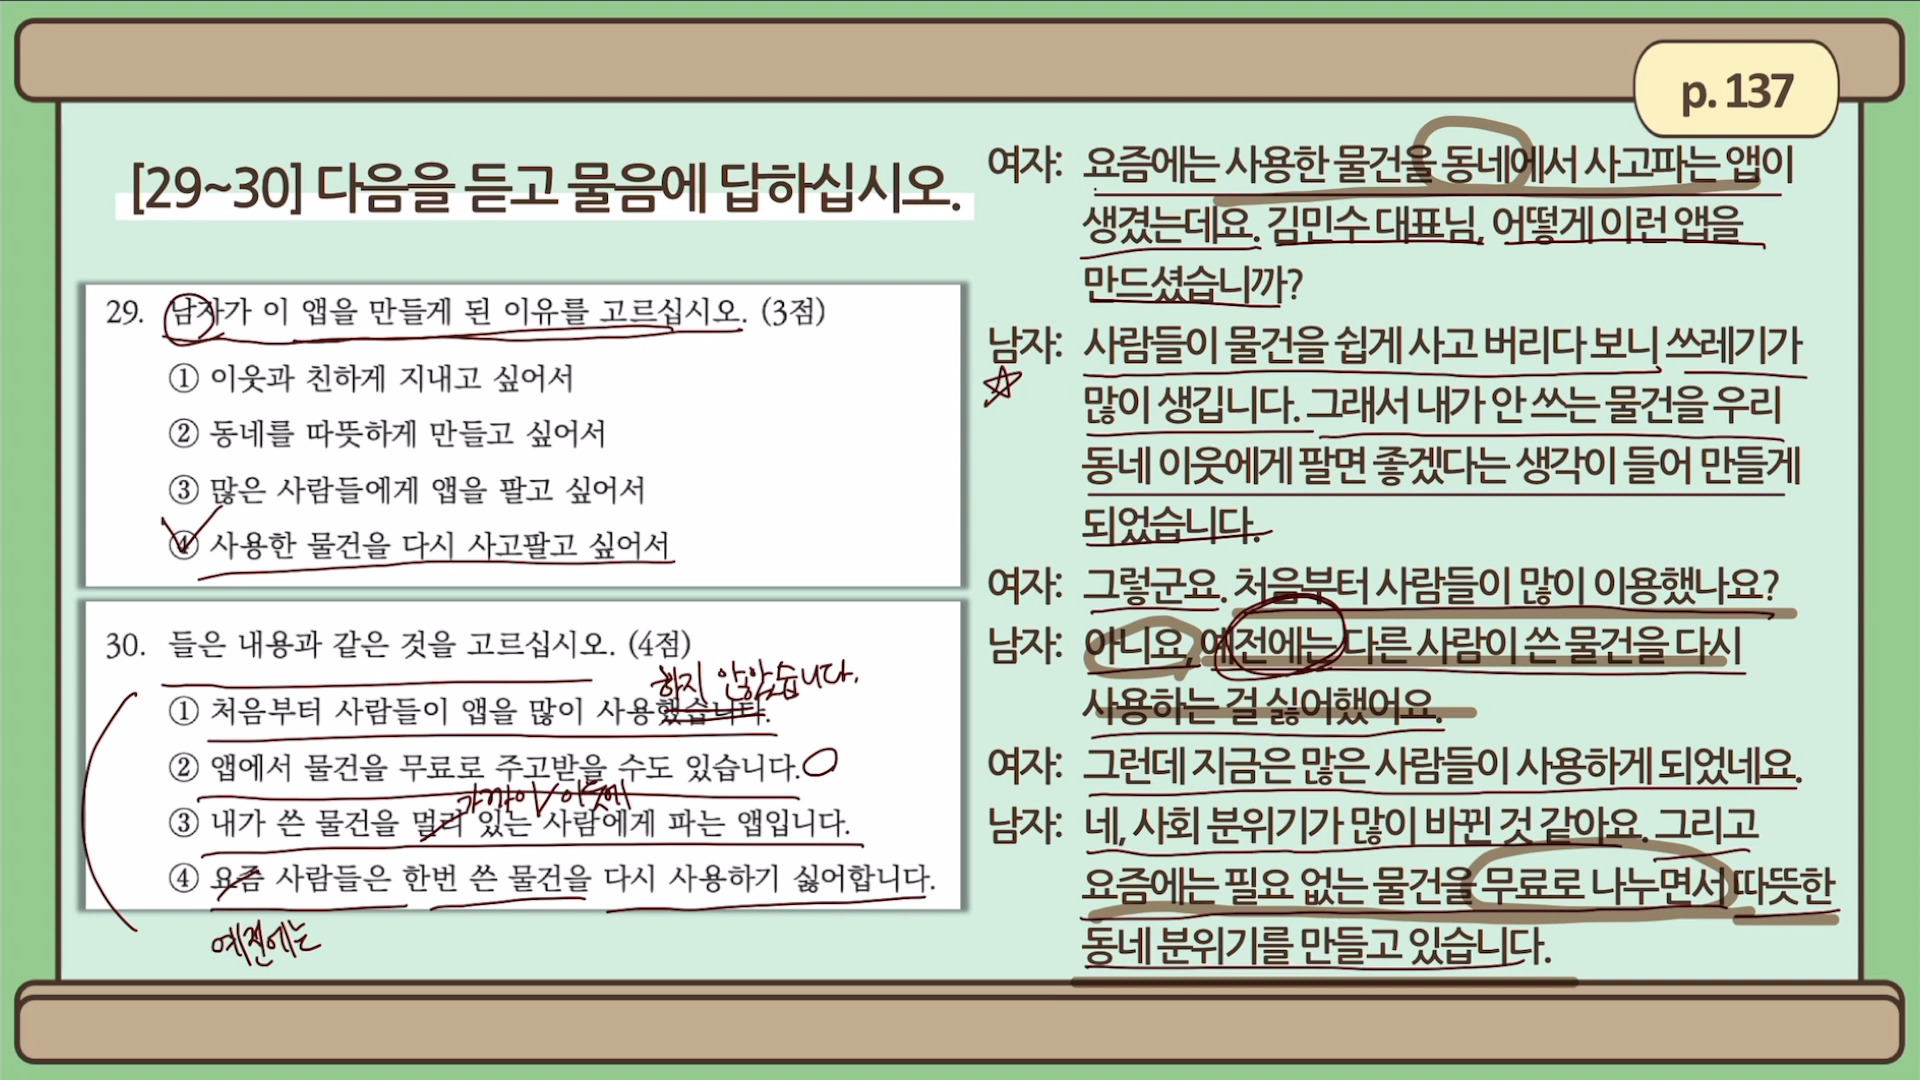 p. 137
[29~30] 다음을 듣고 물음에 답하십시오.
29. 남자가 이 앱을 만들게 된 이유를 고르십시오. (3점)
① 이웃과 친하게 지내고 싶어서
② 동네를 따뜻하게 만들고 싶어서
③ 많은 사람들에게 앱을 팔고 싶어서
④ 사용한 물건을 다시 사고팔고 싶어서
30. 들은 내용과 같은 것을 고르십시오. (4점)
하지 않았습니다.
① 처음부터 사람들이 앱을 많이 사용했습니다.
② 앱에서 물건을 무료로 주고받을 수도 있습니다.
가까이 이웃에
③ 내가 쓴 물건을 멀리 있는 사람에게 파는 앱입니다.
④ 요즘 사람들은 한번 쓴 물건을 다시 사용하기 싫어합니다.
예전에는
여자: 요즘에는 사용한 물건을 동네에서 사고파는 앱이
생겼는데요. 김민수 대표님, 어떻게 이런 앱을
만드셨습니까?
남자: 사람들이 물건을 쉽게 사고 버리다 보니 쓰레기가
많이 생깁니다. 그래서 내가 안 쓰는 물건을 우리
동네 이웃에게 팔면 좋겠다는 생각이 들어 만들게
되었습니다.
여자: 그렇군요. 처음부터 사람들이 많이 이용했나요?
남자: 아니요, 예전에는 다른 사람이 쓴 물건을 다시
사용하는 걸 싫어했어요.
여자: 그런데 지금은 많은 사람들이 사용하게 되었네요.
남자: 네, 사회 분위기가 많이 바뀐 것 같아요. 그리고
요즘에는 필요 없는 물건을 무료로 나누면서 따뜻한
동네 분위기를 만들고 있습니다.